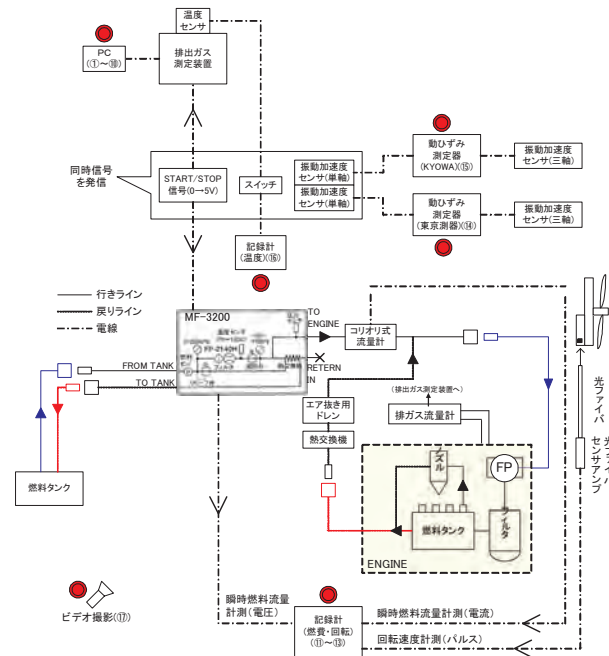 温度
センサ
PC
(①～⑩)
排出ガス
測定装置
同時信号
を発信
START/STOP
信号(0→5V)
スイッチ
振動加速度
センサ(単軸)
振動加速度
センサ(単軸)
動ひずみ
測定器
(KYOWA)(⑮)
振動加速度
センサ(三軸)
動ひずみ
測定器
(東京測器)(⑭)
振動加速度
センサ(三軸)
記録計
(温度)(⑯)
行きライン
戻りライン
電線
MF-3200
TO
ENGINE
FP-2140H
RETERN
IN
FROM TANK
TO TANK
コリオリ式
流量計
エア抜き用
ドレン
熱交換機
(排出ガス測定装置へ)
排ガス流量計
光ファイバ
光ファイバ
センサアンプ
ノズル
FP
燃料タンク
フィルタ
ENGINE
燃料タンク
ビデオ撮影(⑰)
瞬時燃料流量
計測(電圧)
記録計
(燃費・回転)
(⑪～⑬)
瞬時燃料流量計測(電流)
回転速度計測(パルス)